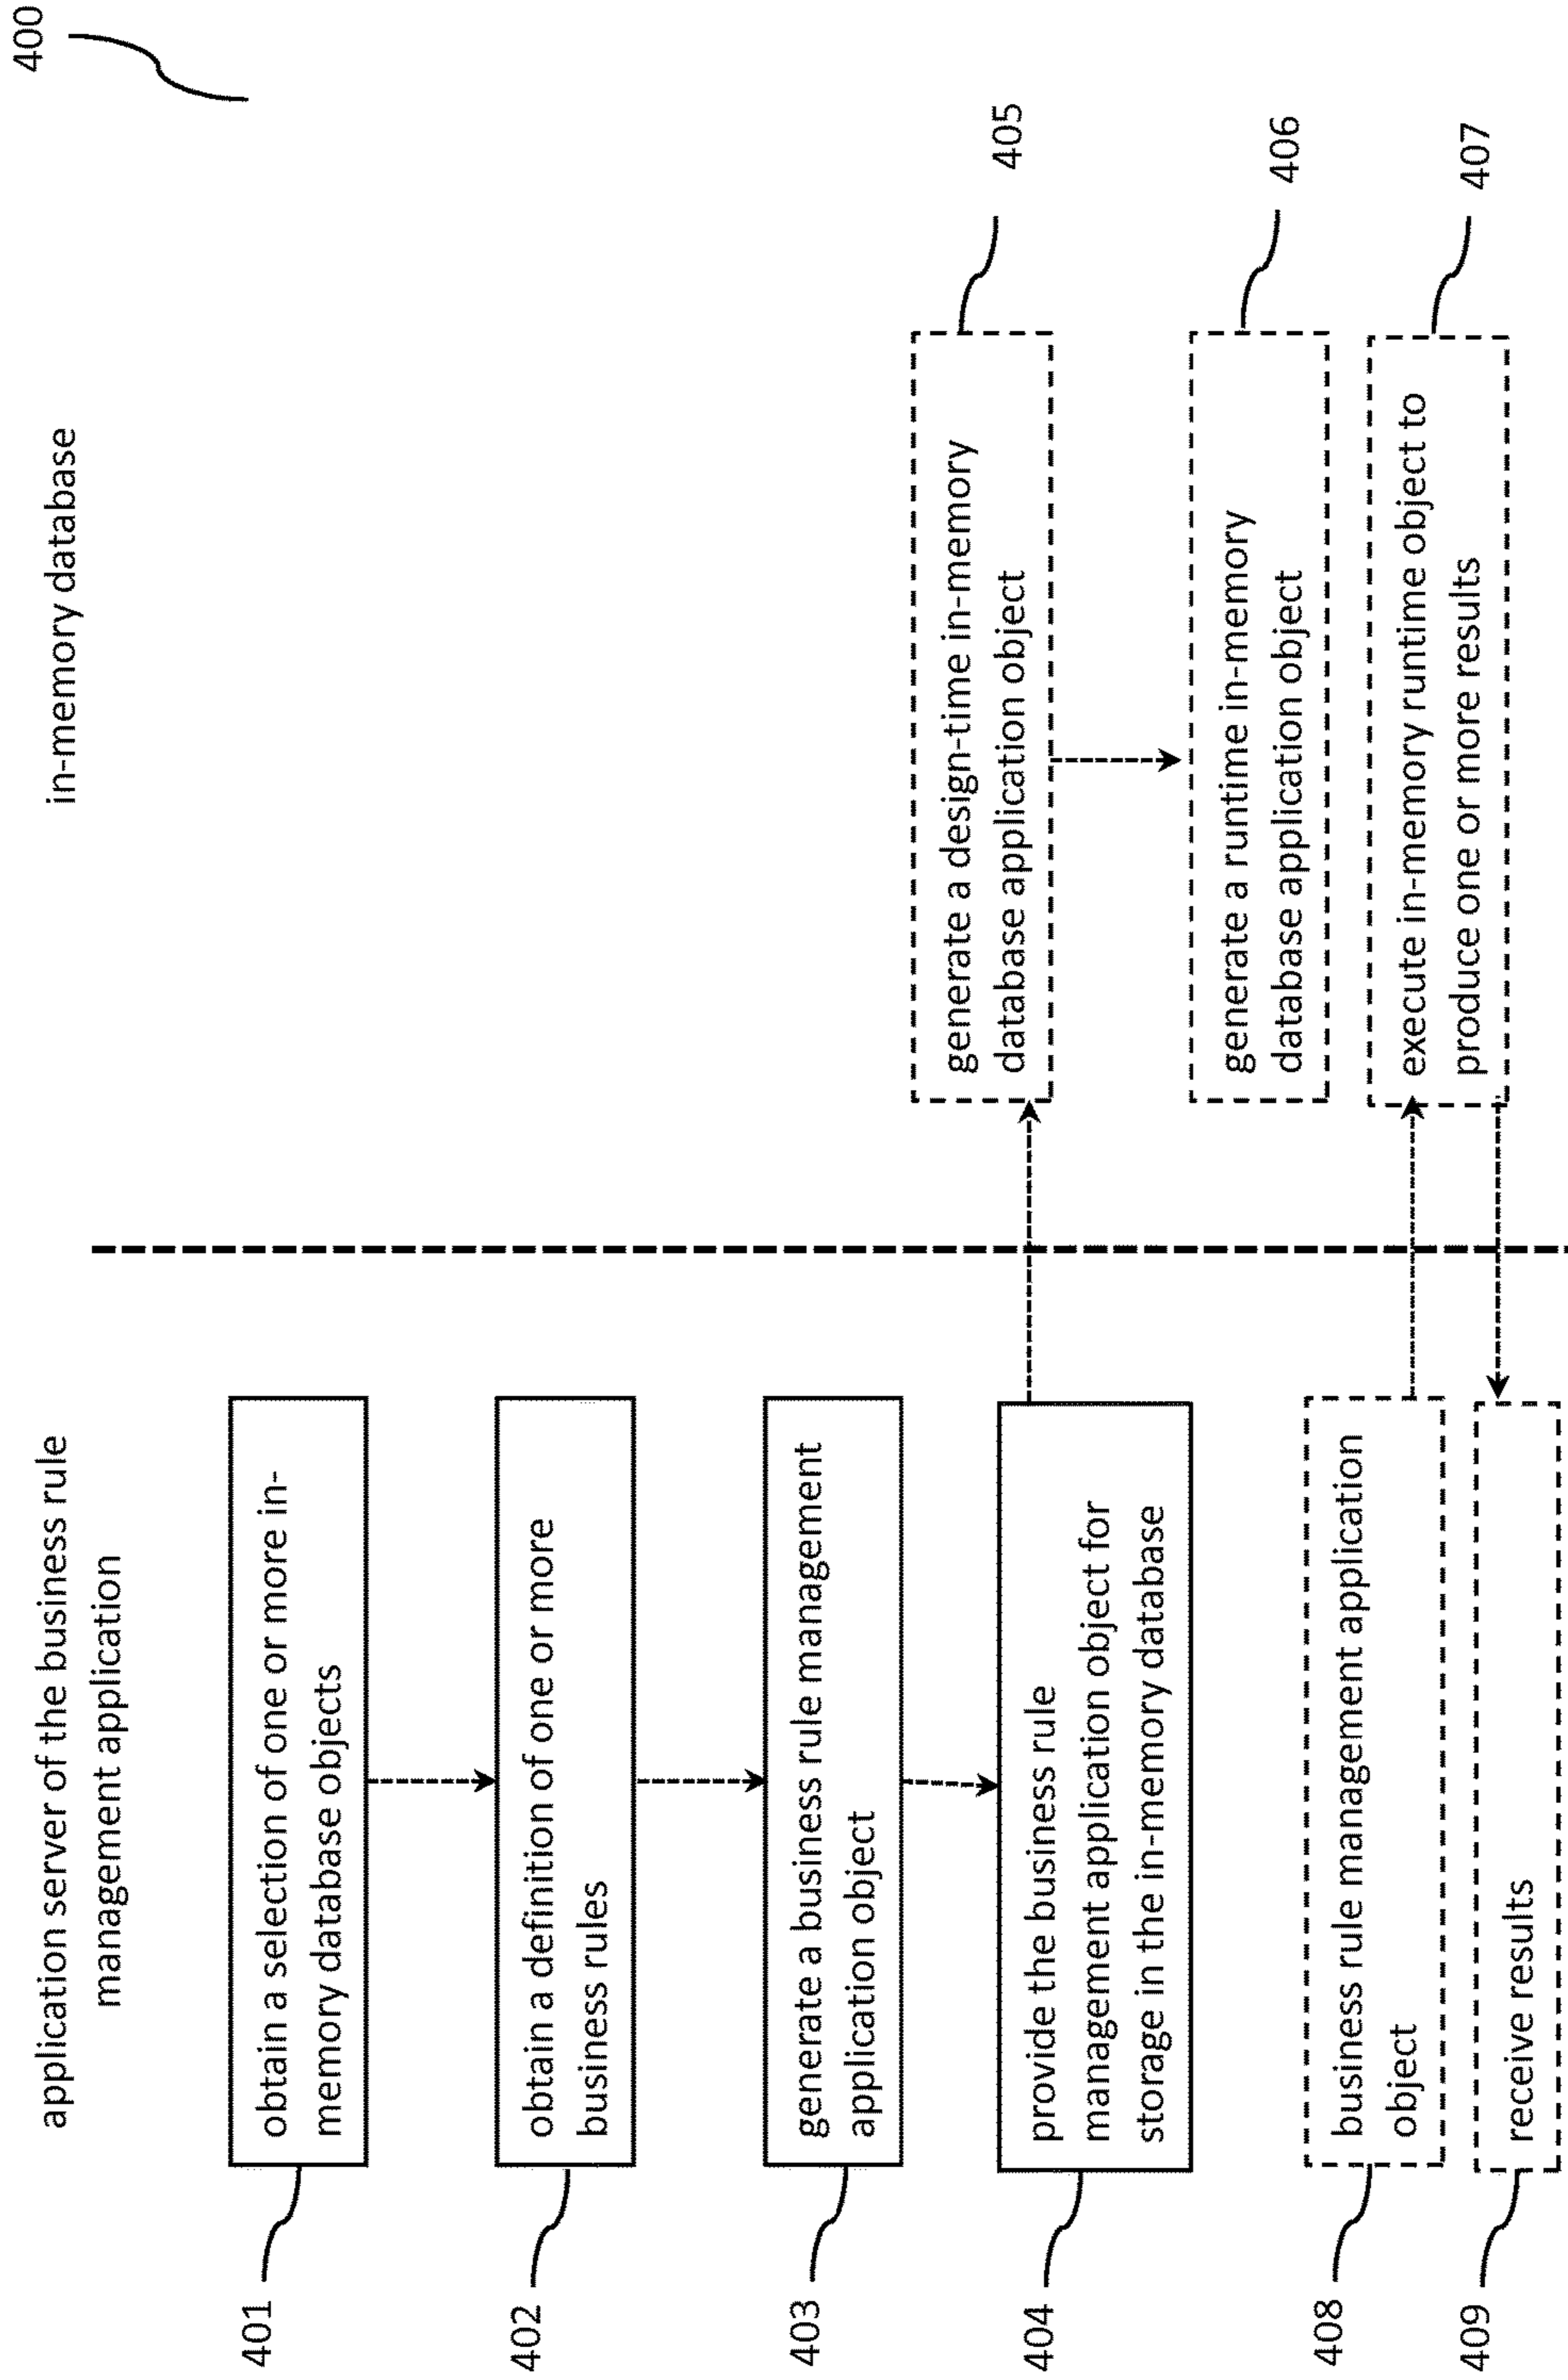 400
application server of the business rule
management application
in-memory database
401
obtain a selection of one or more in-
memory database objects
402
obtain a definition of one or more
business rules
403
generate a business rule management
application object
404
provide the business rule
management application object for
storage in the in-memory database
generate a design-time in-memory
database application object
405
generate a runtime in-memory
database application object
406
408
business rule management application
object
execute in-memory runtime object to
produce one or more results
407
409
receive results